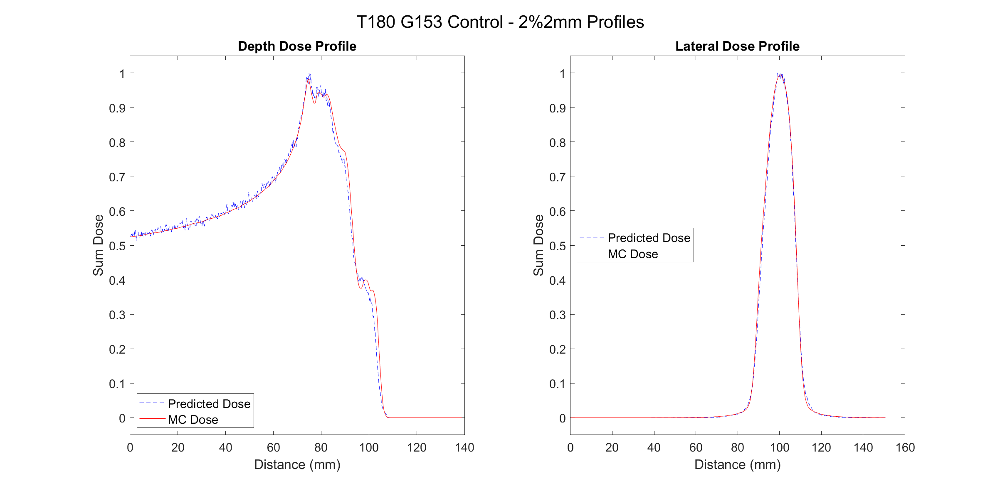 T180 G153 Control - 2%2mm Profiles
Depth Dose Profile
Sum Dose
1
0.9
0.8
0.7
0.6
0.5
0.4
0.3
0.2
0.1
0
Predicted Dose
MC Dose
0 20 40 60 80 100 120 140
Distance (mm)
Lateral Dose Profile
Sum Dose
1
0.9
0.8
0.7
0.6
0.5
0.4
0.3
0.2
0.1
0
Predicted Dose
MC Dose
0 20 40 60 80 100 120 140 160
Distance (mm)